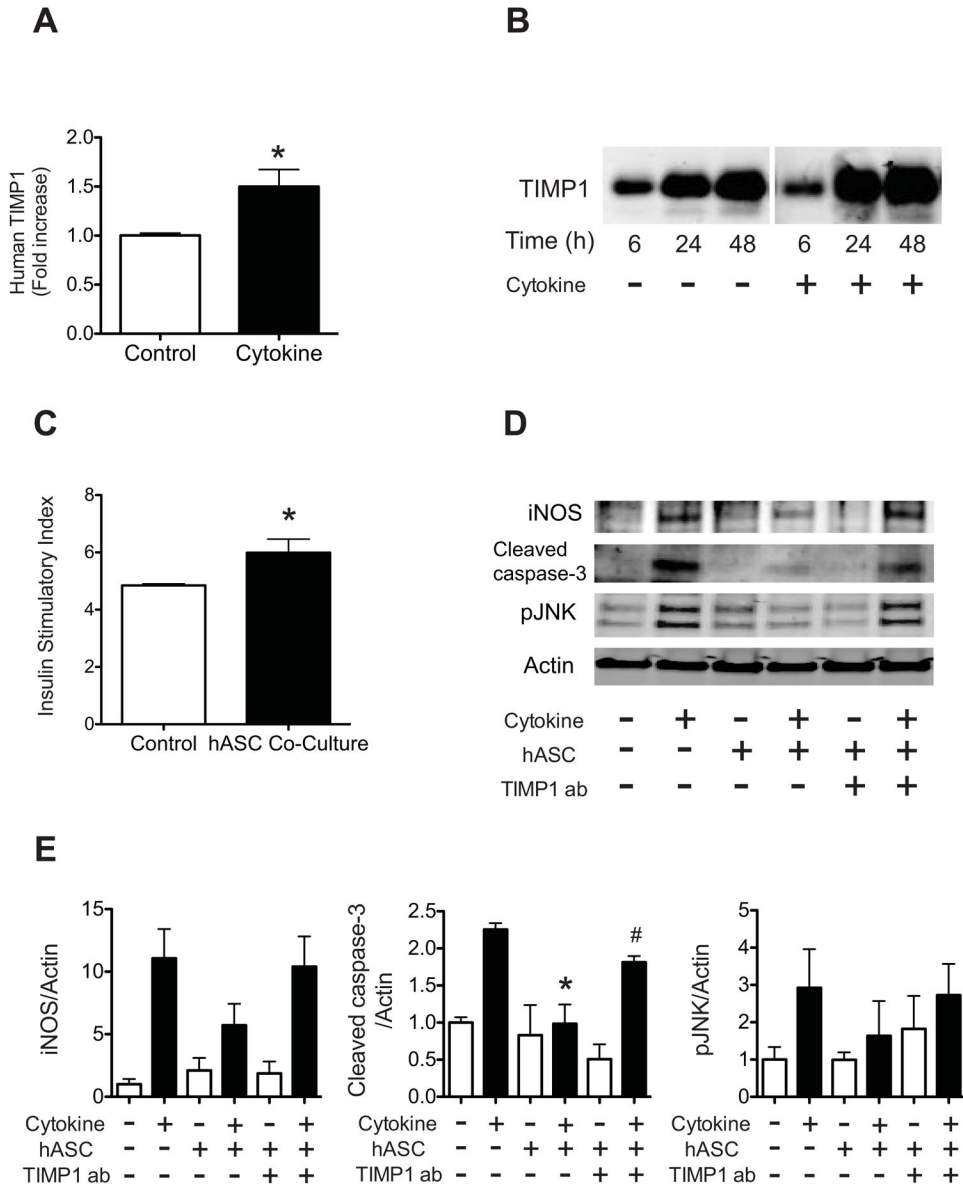 A
2.0
1.5
1.0
0.5
0.0
Human TIMP1
(Fold increase)
*
Control Cytokine
B
TIMP1
Time (h) 6 24 48 6 24 48
Cytokine - - - + + +
C
8
6
4
2
0
Insulin Stimulatory Index
*
Control hASC Co-Culture
D
iNOS
Cleaved
caspase-3
pJNK
Actin
Cytokine - + - + - +
hASC - - + + + +
TIMP1 ab - - - - + +
E
15
10
5
0
iNOS/Actin
Cytokine - + - + - +
hASC - - + + + +
TIMP1 ab - - - - + +
2.5
2.0
1.5
1.0
0.5
0.0
Cleaved caspase-3
/Actin
* #
Cytokine - + - + - +
hASC - - + + + +
TIMP1 ab - - - - + +
5
4
3
2
1
0
pJNK/Actin
Cytokine - + - + - +
hASC - - + + + +
TIMP1 ab - - - - + +